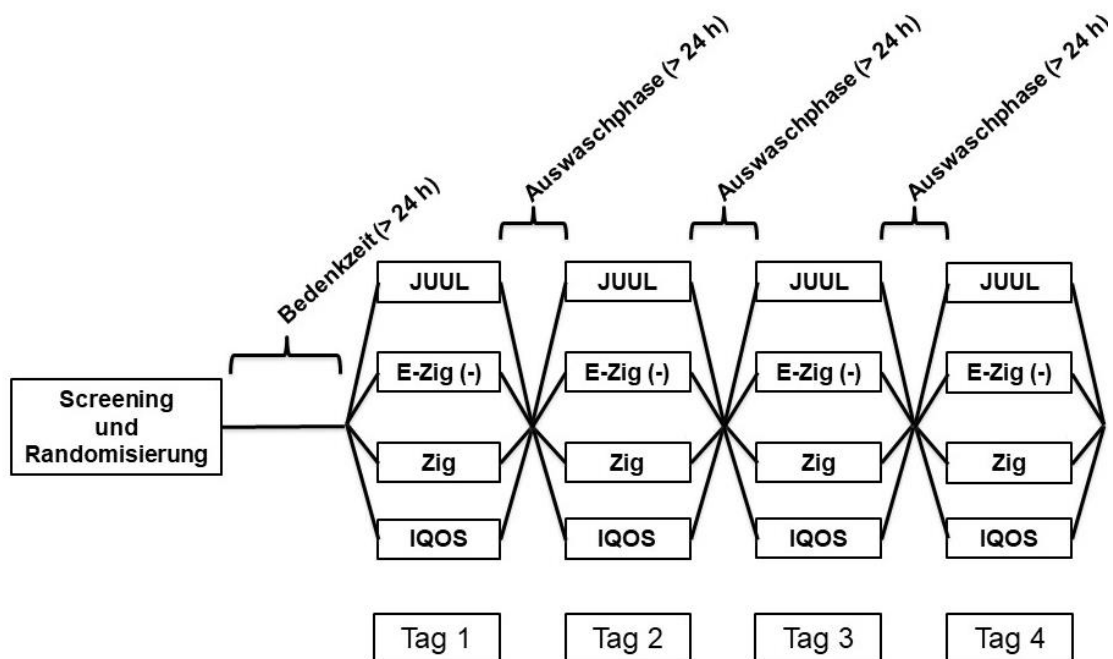 Bedenkzeit (> 24 h)
Auswaschphase (> 24 h)
Auswaschphase (> 24 h)
Auswaschphase (> 24 h)
Screening
und
Randomisierung
JUUL
JUUL
JUUL
JUUL
E-Zig (-)
E-Zig (-)
E-Zig (-)
E-Zig (-)
Zig
Zig
Zig
Zig
IQOS
IQOS
IQOS
IQOS
Tag 1
Tag 2
Tag 3
Tag 4